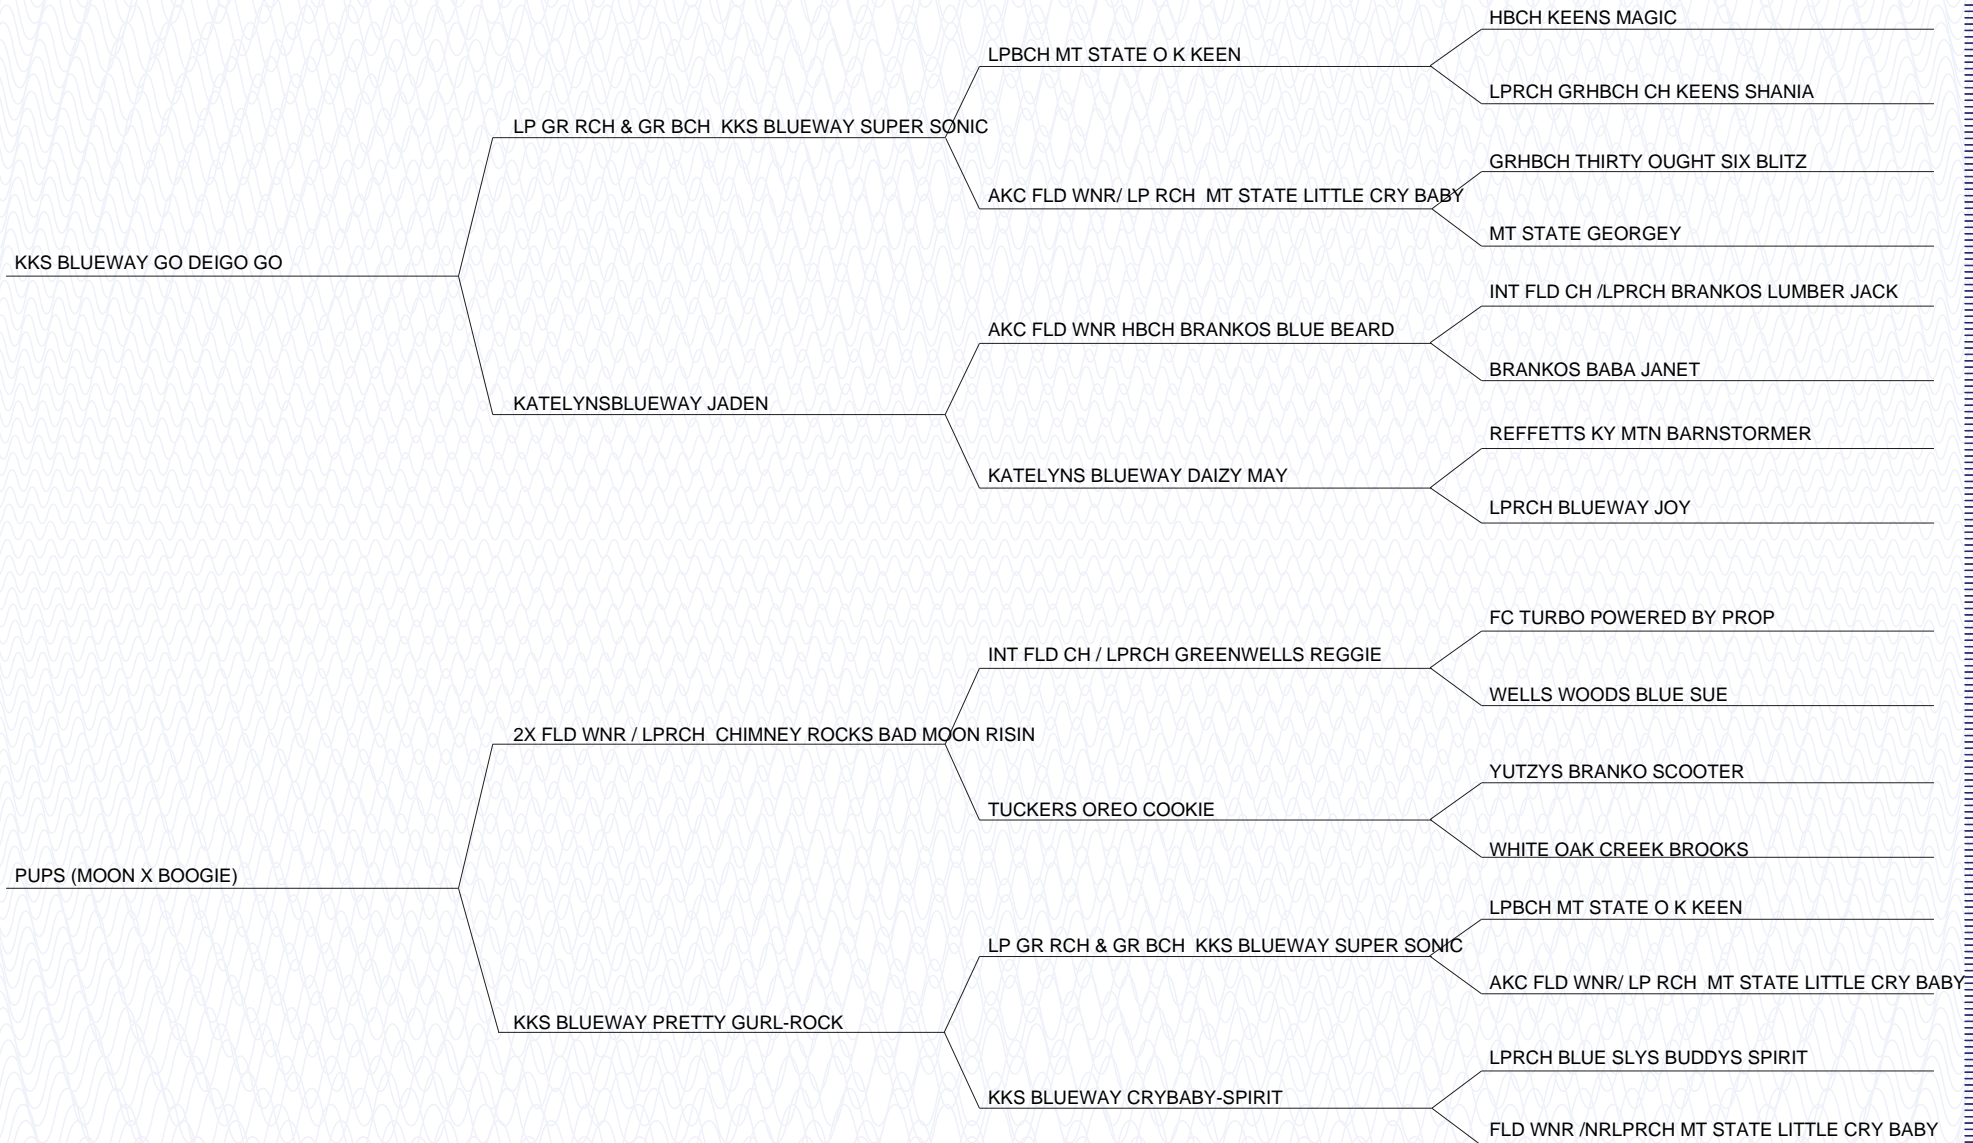 HBCH KEENS MAGIC
LPBCH MT STATE O K KEEN
LPRCH GRHBCH CH KEENS SHANIA
LP GR RCH & GR BCH  KKS BLUEWAY SUPER SONIC
GRHBCH THIRTY OUGHT SIX BLITZ
AKC FLD WNR/ LP RCH  MT STATE LITTLE CRY BABY
MT STATE GEORGEY
KKS BLUEWAY GO DEIGO GO
INT FLD CH /LPRCH BRANKOS LUMBER JACK
AKC FLD WNR HBCH BRANKOS BLUE BEARD
BRANKOS BABA JANET
KATELYNSBLUEWAY JADEN
REFFETTS KY MTN BARNSTORMER
KATELYNS BLUEWAY DAIZY MAY
LPRCH BLUEWAY JOY
FC TURBO POWERED BY PROP
INT FLD CH / LPRCH GREENWELLS REGGIE
WELLS WOODS BLUE SUE
2X FLD WNR / LPRCH  CHIMNEY ROCKS BAD MOON RISIN
YUTZYS BRANKO SCOOTER
TUCKERS OREO COOKIE
WHITE OAK CREEK BROOKS
PUPS (MOON X BOOGIE)
LPBCH MT STATE O K KEEN
LP GR RCH & GR BCH  KKS BLUEWAY SUPER SONIC
AKC FLD WNR/ LP RCH  MT STATE LITTLE CRY BABY
KKS BLUEWAY PRETTY GURL-ROCK
LPRCH BLUE SLYS BUDDYS SPIRIT
KKS BLUEWAY CRYBABY-SPIRIT
FLD WNR /NRLPRCH MT STATE LITTLE CRY BABY